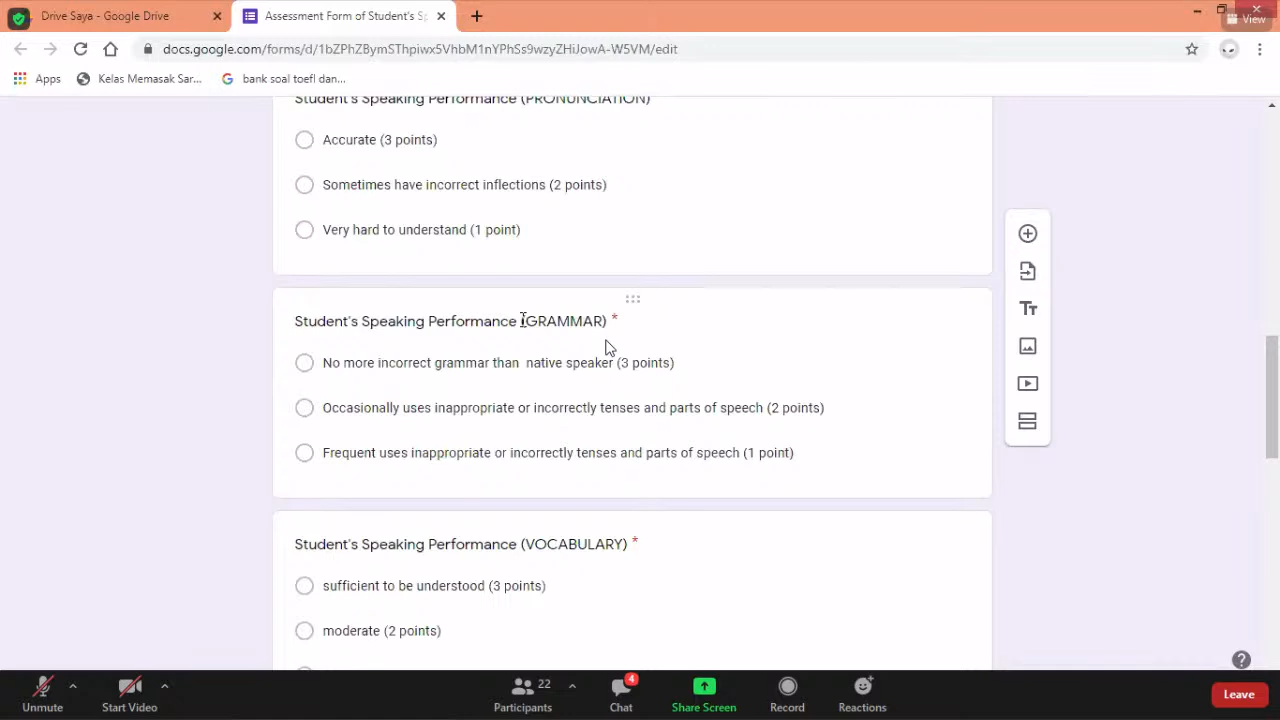 Drive Saya - Google Drive
Assessment Form of Student's Sp
View
docs.google.com/forms/d/1bZPhZBymSThpiwx5VhbM1nYPhSs9wzyZHiJowA-W5VM/edit
Apps
Kelas Memasak Sar...
bank soal toefl dan...
Student's Speaking Performance (PRONUNCIATION)
Accurate (3 points)
Sometimes have incorrect inflections (2 points)
Very hard to understand (1 point)
Student's Speaking Performance (GRAMMAR) *
No more incorrect grammar than native speaker (3 points)
Occasionally uses inappropriate or incorrectly tenses and parts of speech (2 points)
Frequent uses inappropriate or incorrectly tenses and parts of speech (1 point)
Student's Speaking Performance (VOCABULARY) *
sufficient to be understood (3 points)
moderate (2 points)
Tт
22
4
Unmute
Start Video
Participants
Chat
Share Screen
Record
Reactions
Leave